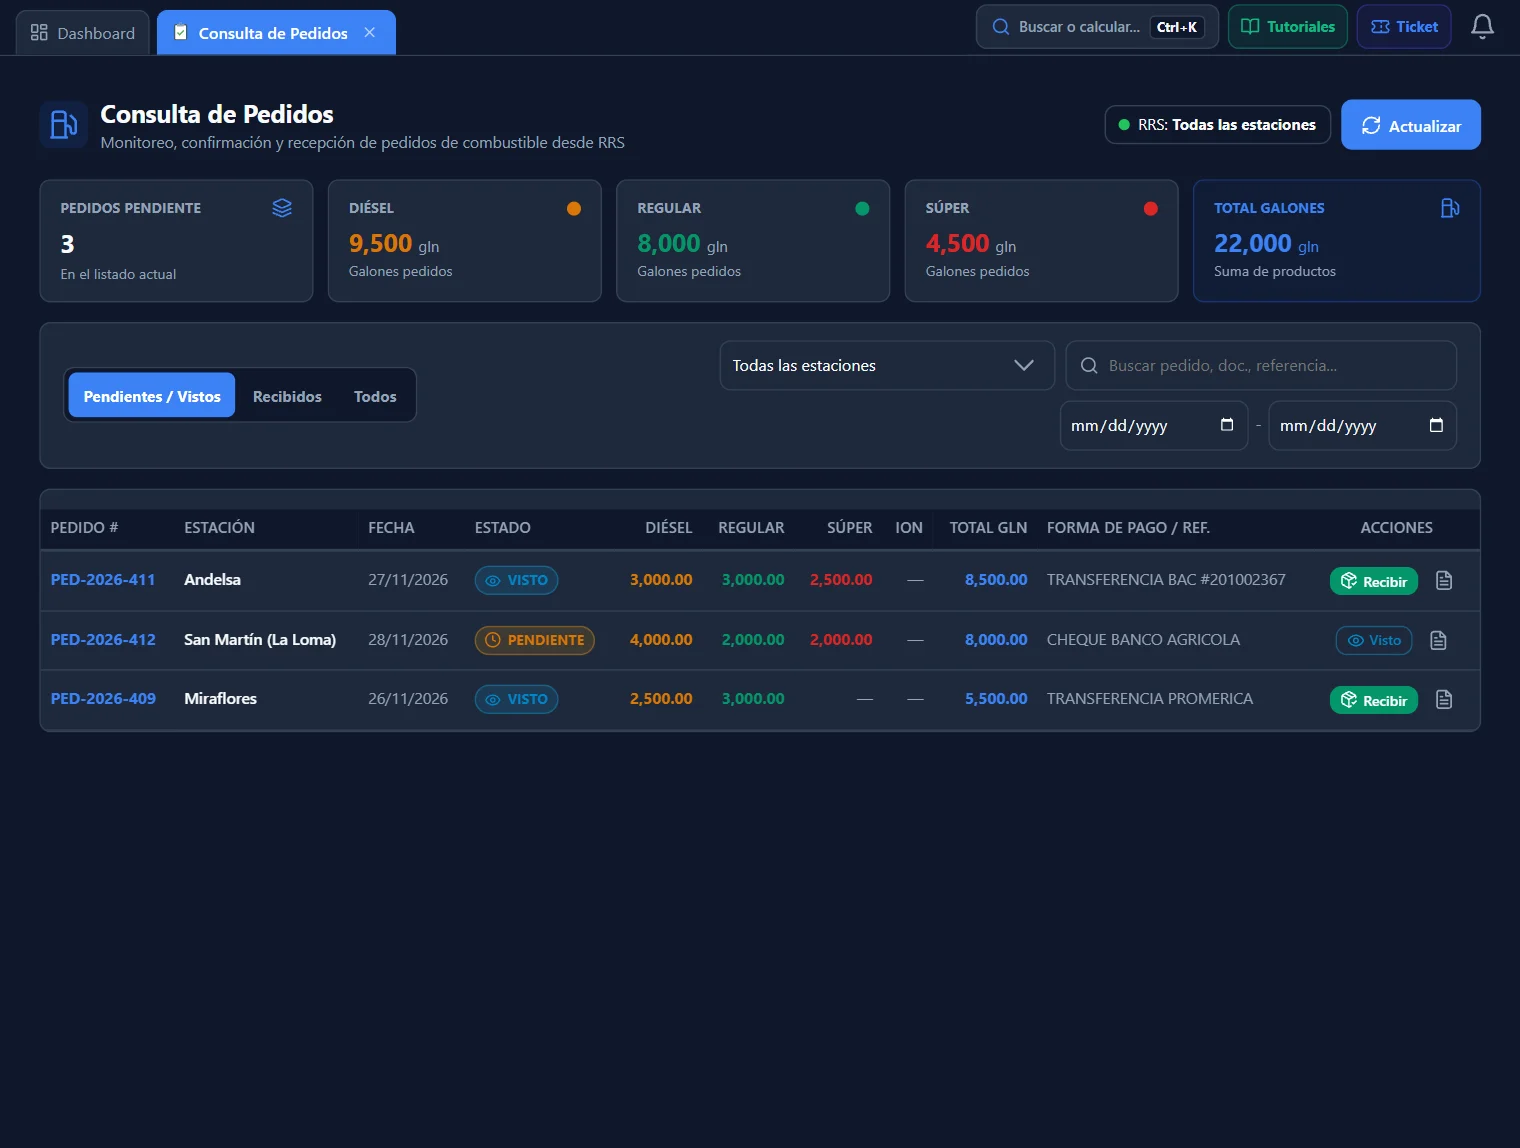 Dashboard
Consulta de Pedidos
Buscar o calcular... Ctrl+K
Tutoriales
Ticket
Consulta de Pedidos
Monitoreo, confirmación y recepción de pedidos de combustible desde RRS
RRS: Todas las estaciones
Actualizar
PEDIDOS PENDIENTE
3
En el listado actual
DIÉSEL
9,500 gln
Galones pedidos
REGULAR
8,000 gln
Galones pedidos
SÚPER
4,500 gln
Galones pedidos
TOTAL GALONES
22,000 gln
Suma de productos
Pendientes / Vistos Recibidos Todos
Todas las estaciones
Buscar pedido, doc., referencia...
mm/dd/yyyy - mm/dd/yyyy
PEDIDO # ESTACIÓN FECHA ESTADO DIÉSEL REGULAR SÚPER ION TOTAL GLN FORMA DE PAGO / REF. ACCIONES
PED-2026-411 Andelsa 27/11/2026 VISTO 3,000.00 3,000.00 2,500.00 — 8,500.00 TRANSFERENCIA BAC #201002367 Recibir
PED-2026-412 San Martín (La Loma) 28/11/2026 PENDIENTE 4,000.00 2,000.00 2,000.00 — 8,000.00 CHEQUE BANCO AGRICOLA Visto
PED-2026-409 Miraflores 26/11/2026 VISTO 2,500.00 3,000.00 — — 5,500.00 TRANSFERENCIA PROMERICA Recibir